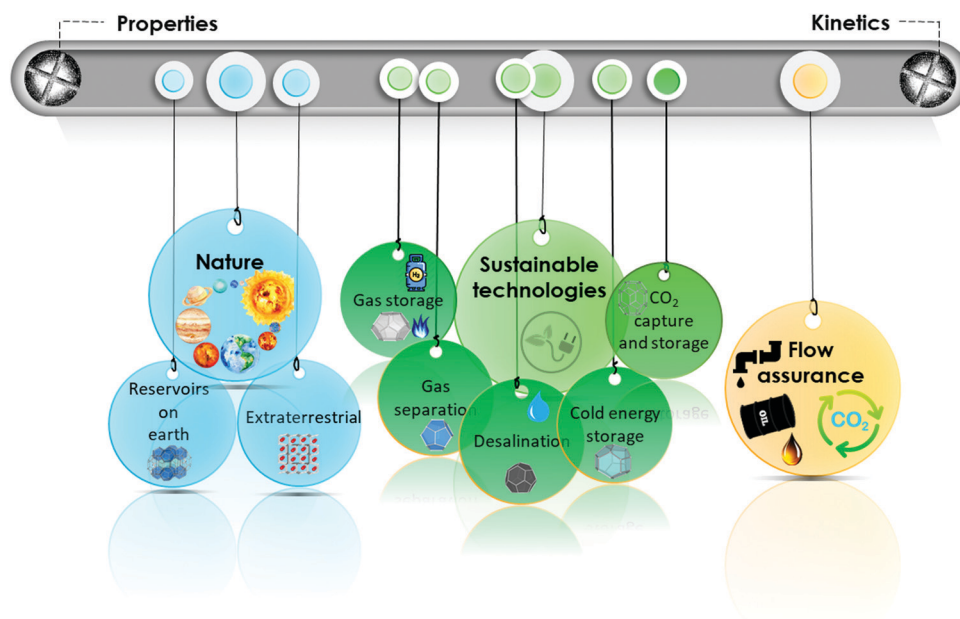 Properties
Kinetics
Nature
Reservoirs
on
earth
Extraterrestrial
H₂
Gas storage
Gas
separation
Sustainable
technologies
Desalination
Cold energy
storage
CO₂
capture
and storage
Flow
assurance
OIL
CO₂